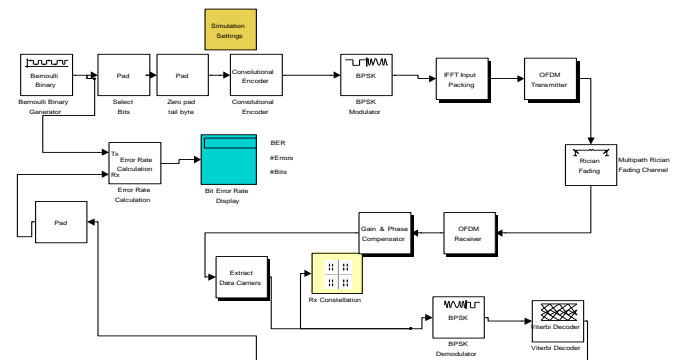 Simulation
Settings
Bernoulli
Binary
Bernoulli Binary
Generator
Pad
Select
Bits
Pad
Zero pad
tail byte
Convolutional
Encoder
Convolutional
Encoder
BPSK
BPSK
Modulator
IFFT Input
Packing
OFDM
Transmitter
Rician
Fading
Multipath Rician
Fading Channel
Tx
Rx
Error Rate
Calculation
Error Rate
Calculation
BER
#Errors
#Bits
Bit Error Rate
Display
Pad
Gain & Phase
Compensator
OFDM
Receiver
Extract
Data Carriers
Rx Constellation
BPSK
BPSK
Demodulator
Viterbi Decoder
Viterbi Decoder